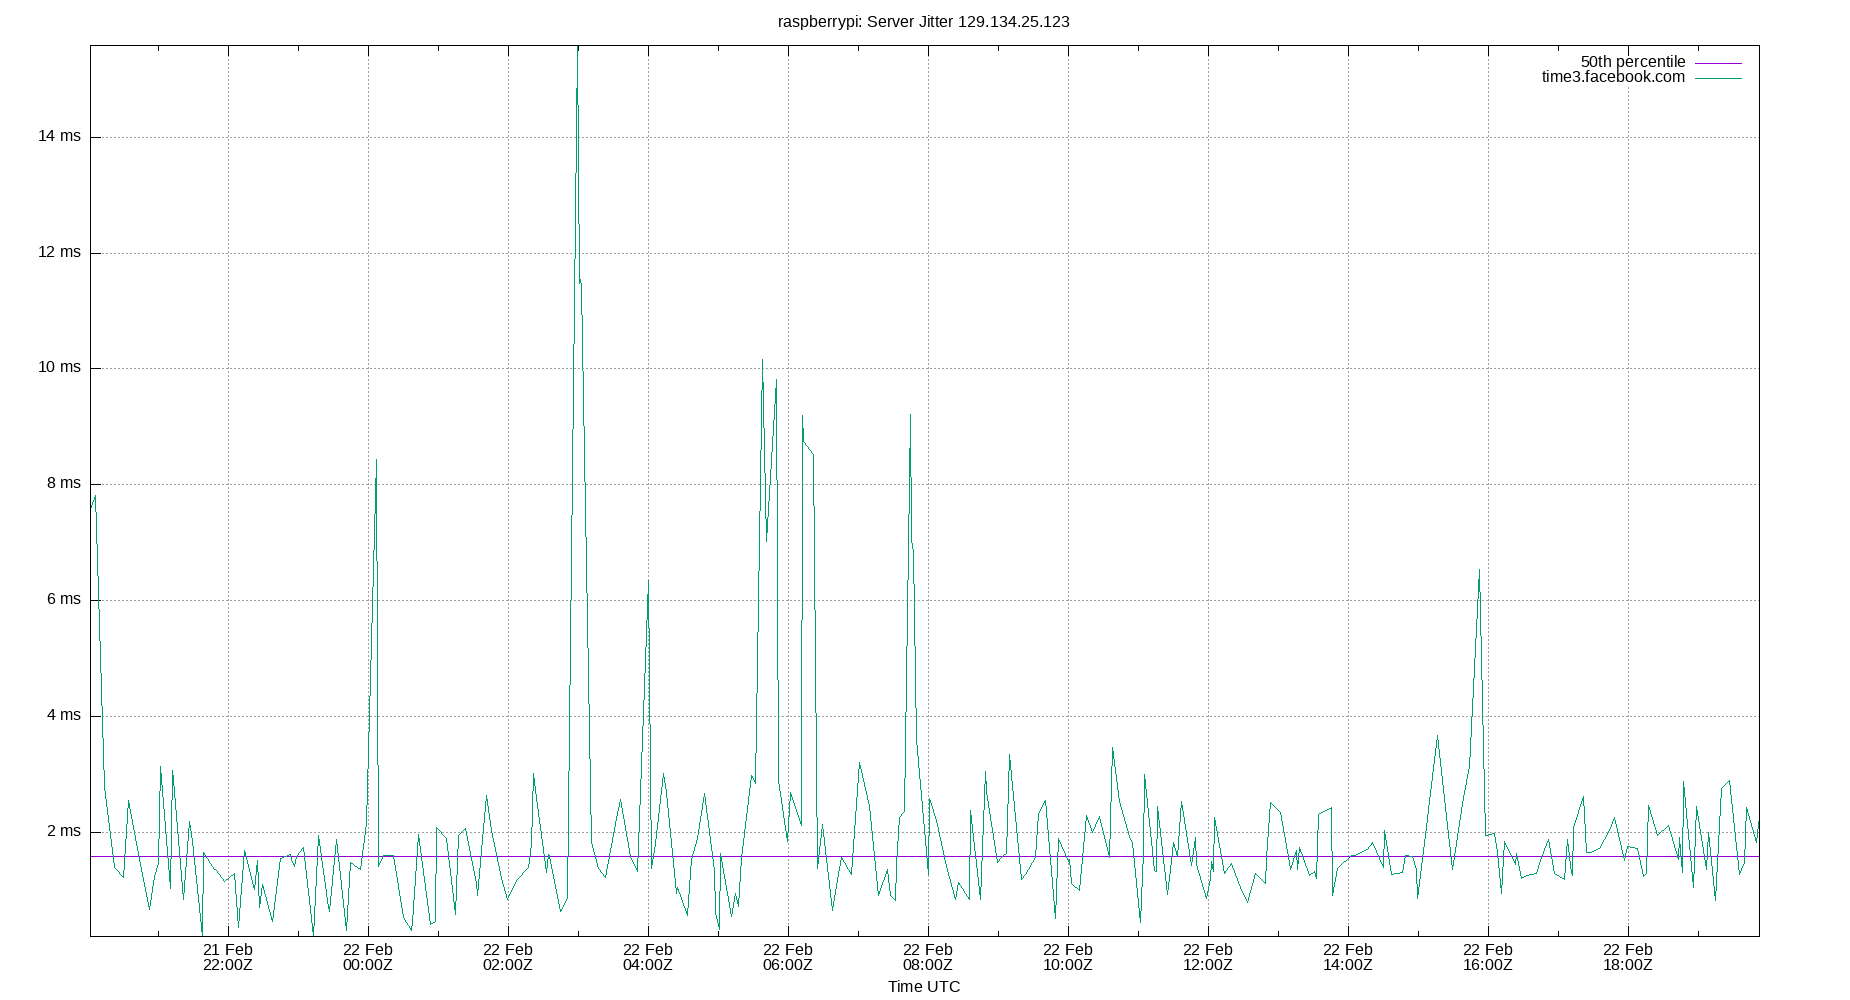 raspberrypi: Server Jitter 129.134.25.123
50th percentile
time3.facebook.com
14 ms
12 ms
10 ms
8 ms
6 ms
4 ms
2 ms
21 Feb 22 Feb 22 Feb 22 Feb 22 Feb 22 Feb 22 Feb 22 Feb 22 Feb 22 Feb 22 Feb
22:00Z 00:00Z 02:00Z 04:00Z 06:00Z 08:00Z 10:00Z 12:00Z 14:00Z 16:00Z 18:00Z
Time UTC